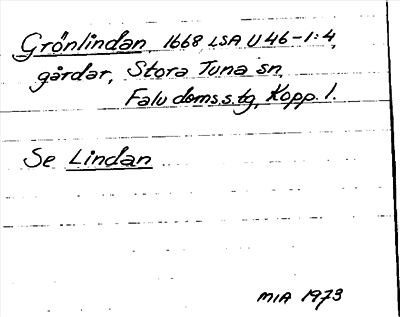 Grönlindan, 1668 LSA U46-1:4,
gårdar, Stora Tuna sn,
Falu doms.s.tg, Kopp. l.
Se Lindan
MIA 1973